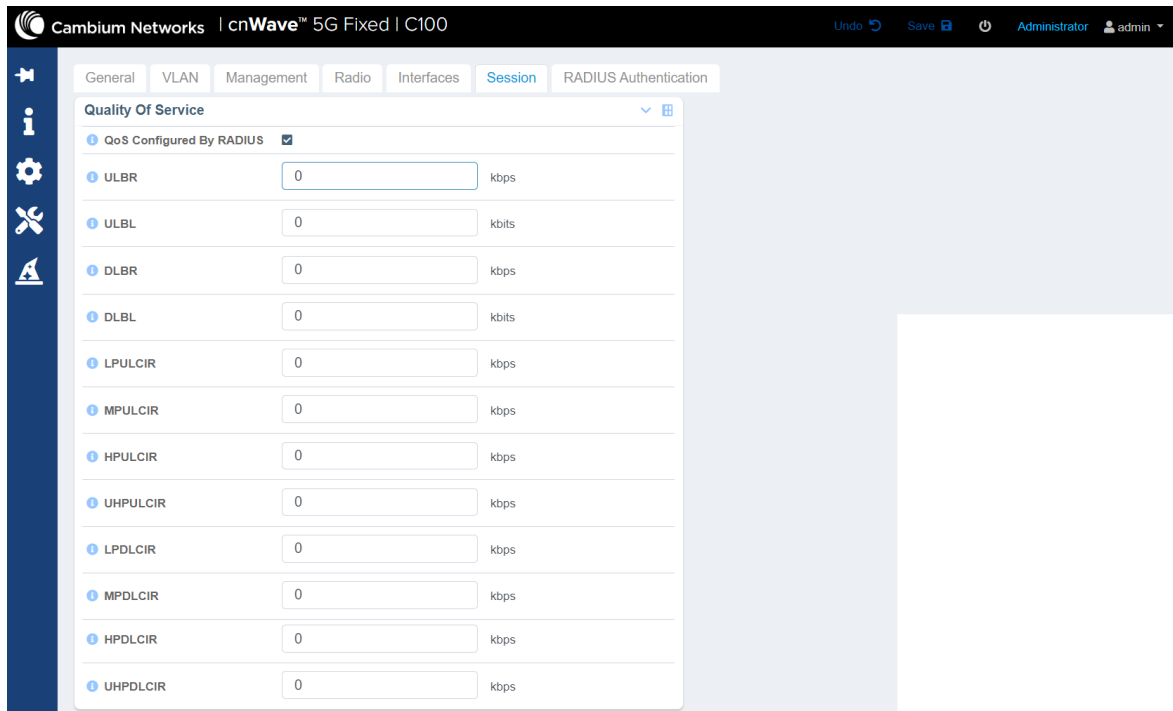 Cambium Networks | cnWave™ 5G Fixed | C100 Undo Save Administrator admin
General VLAN Management Radio Interfaces Session RADIUS Authentication
Quality Of Service
QoS Configured By RADIUS
ULBR 0 kbps
ULBL 0 kbits
DLBR 0 kbps
DLBL 0 kbits
LPULCIR 0 kbps
MPULCIR 0 kbps
HPULCIR 0 kbps
UHPULCIR 0 kbps
LPDLCIR 0 kbps
MPDLCIR 0 kbps
HPDLCIR 0 kbps
UHPDLCIR 0 kbps